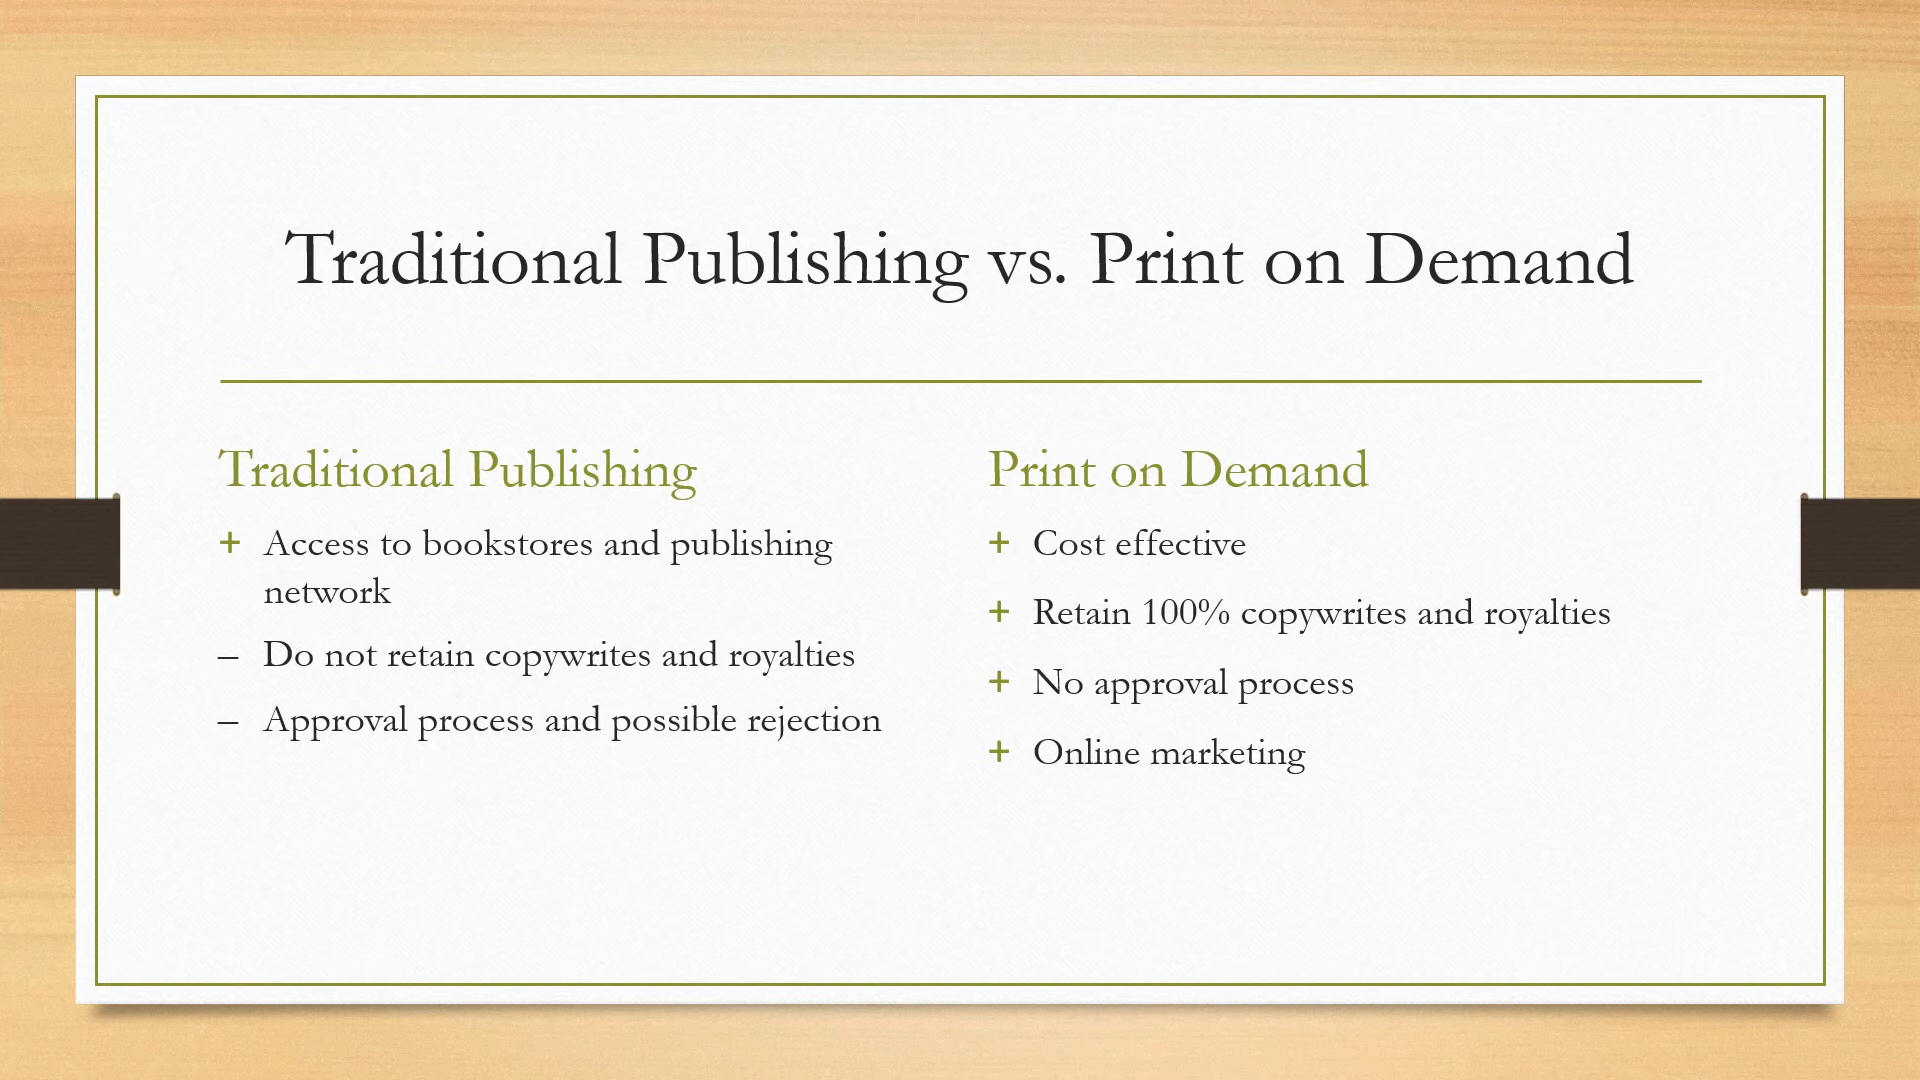 Traditional Publishing vs. Print on Demand
Traditional Publishing
+ Access to bookstores and publishing
network
– Do not retain copywrites and royalties
– Approval process and possible rejection
Print on Demand
+ Cost effective
+ Retain 100% copywrites and royalties
+ No approval process
+ Online marketing